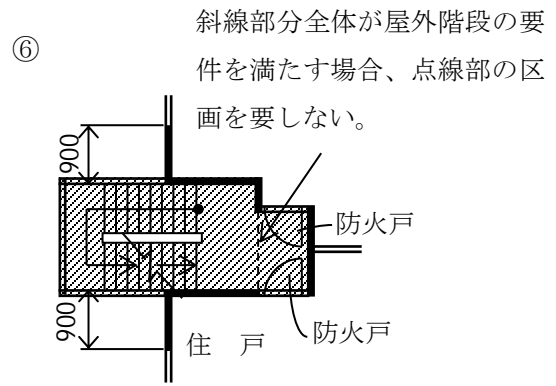 ⑥
斜線部分全体が屋外階段の要
件を満たす場合、点線部の区
画を要しない。
900
防火戸
防火戸
900
住 戸